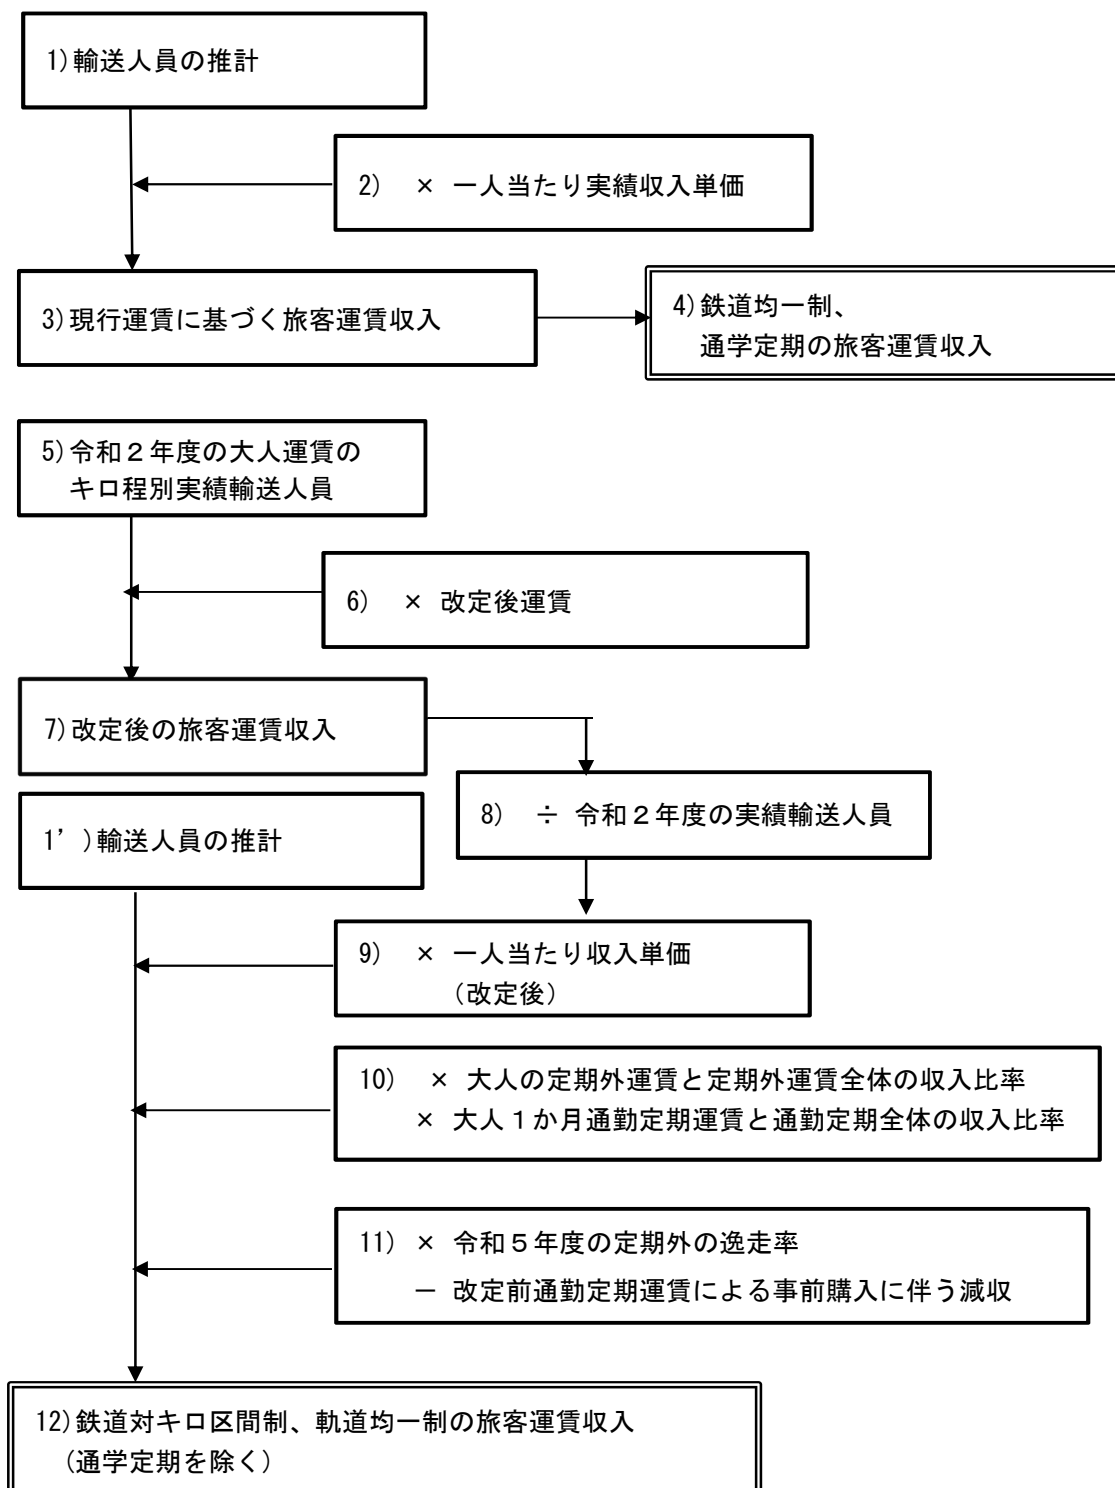 1)輸送人員の推計
2)　× 一人当たり実績収入単価
3)現行運賃に基づく旅客運賃収入
4)鉄道均一制、
通学定期の旅客運賃収入
5)令和２年度の大人運賃の
キロ程別実績輸送人員
6)　× 改定後運賃
7)改定後の旅客運賃収入
8)　÷ 令和２年度の実績輸送人員
1’)輸送人員の推計
9)　× 一人当たり収入単価
（改定後）
10)　× 大人の定期外運賃と定期外運賃全体の収入比率
× 大人１か月通勤定期運賃と通勤定期全体の収入比率
11) × 令和５年度の定期外の逸走率
－ 改定前通勤定期運賃による事前購入に伴う減収
12)鉄道対キロ区間制、軌道均一制の旅客運賃収入
（通学定期を除く）